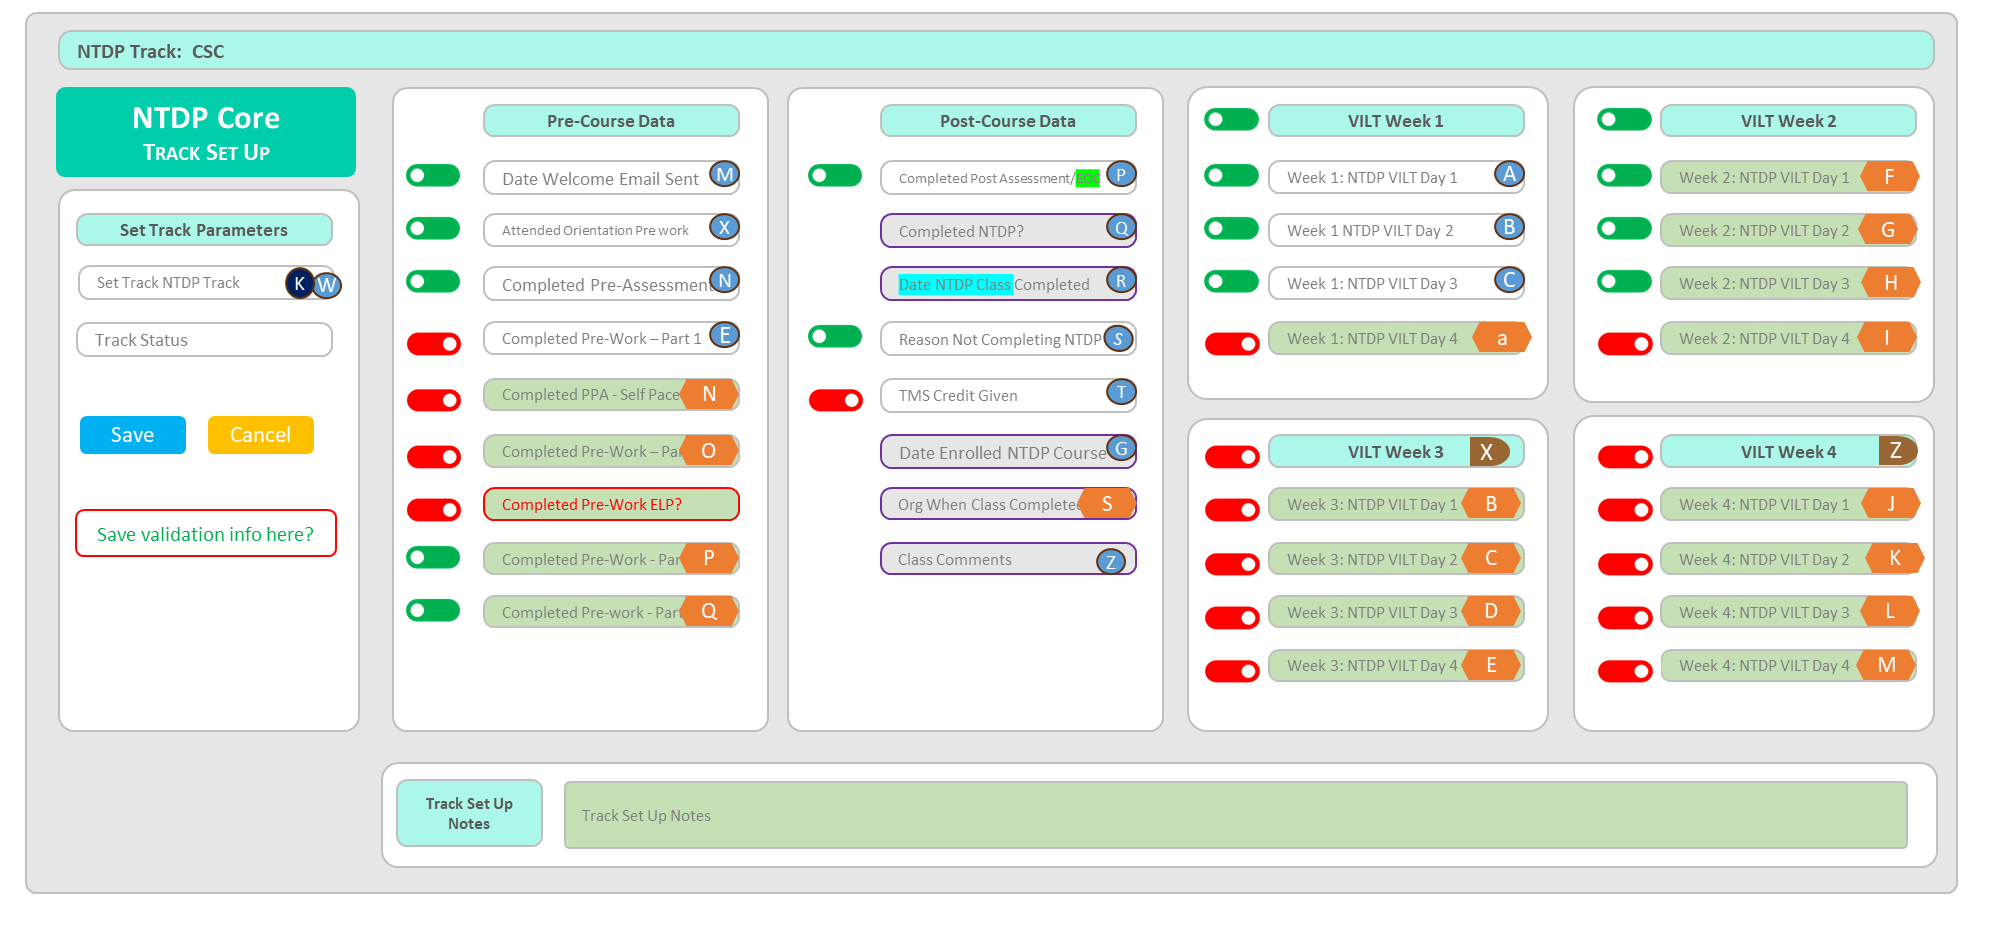 NTDP Track:  CSC
NTDP Core
Track Set Up
Set Track Parameters
Set Track NTDP Track K W
Track Status
Save Cancel
Save validation info here?
Pre-Course Data
Date Welcome Email Sent M
Attended Orientation Pre work X
Completed Pre-Assessment N
Completed Pre-Work – Part 1 E
Completed PPA - Self Pace N
Completed Pre-Work – Pa O
Completed Pre-Work ELP?
Completed Pre-Work - Par P
Completed Pre-work - Part Q
Post-Course Data
Completed Post Assessment/EOC P
Completed NTDP? Q
Date NTDP Class Completed R
Reason Not Completing NTDP S
TMS Credit Given T
Date Enrolled NTDP Course G
Org When Class Completed S
Class Comments Z
VILT Week 1
Week 1: NTDP VILT Day 1 A
Week 1 NTDP VILT Day 2 B
Week 1: NTDP VILT Day 3 C
Week 1: NTDP VILT Day 4 a
VILT Week 2
Week 2: NTDP VILT Day 1 F
Week 2: NTDP VILT Day 2 G
Week 2: NTDP VILT Day 3 H
Week 2: NTDP VILT Day 4 I
VILT Week 3 X
Week 3: NTDP VILT Day 1 B
Week 3: NTDP VILT Day 2 C
Week 3: NTDP VILT Day 3 D
Week 3: NTDP VILT Day 4 E
VILT Week 4 Z
Week 4: NTDP VILT Day 1 J
Week 4: NTDP VILT Day 2 K
Week 4: NTDP VILT Day 3 L
Week 4: NTDP VILT Day 4 M
Track Set Up
Notes
Track Set Up Notes